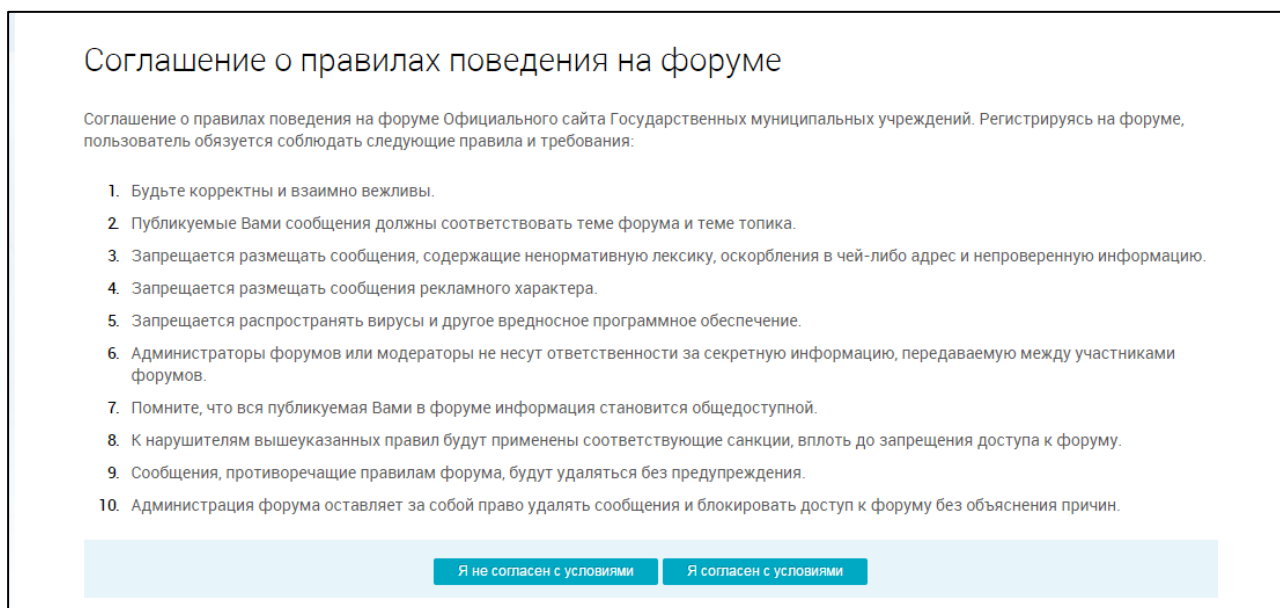 Соглашение о правилах поведения на форуме
Соглашение о правилах поведения на форуме Официального сайта Государственных муниципальных учреждений. Регистрируясь на форуме,
пользователь обязуется соблюдать следующие правила и требования:
1. Будьте корректны и взаимно вежливы.
2. Публикуемые Вами сообщения должны соответствовать теме форума и теме топика.
3. Запрещается размещать сообщения, содержащие ненормативную лексику, оскорбления в чей-либо адрес и непроверенную информацию.
4. Запрещается размещать сообщения рекламного характера.
5. Запрещается распространять вирусы и другое вредносное программное обеспечение.
6. Администраторы форумов или модераторы не несут ответственности за секретную информацию, передаваемую между участниками
форумов.
7. Помните, что вся публикуемая Вами в форуме информация становится общедоступной.
8. К нарушителям вышеуказанных правил будут применены соответствующие санкции, вплоть до запрещения доступа к форуму.
9. Сообщения, противоречащие правилам форума, будут удаляться без предупреждения.
10. Администрация форума оставляет за собой право удалять сообщения и блокировать доступ к форуму без объяснения причин.
Я не согласен с условиями Я согласен с условиями